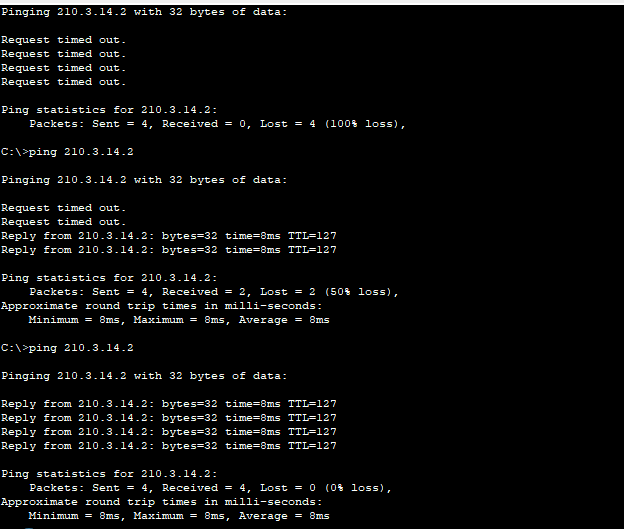 Pinging 210.3.14.2 with 32 bytes of data:
Request timed out.
Request timed out.
Request timed out.
Request timed out.
Ping statistics for 210.3.14.2:
Packets: Sent = 4, Received = 0, Lost = 4 (100% loss),
C:\>ping 210.3.14.2
Pinging 210.3.14.2 with 32 bytes of data:
Request timed out.
Request timed out.
Reply from 210.3.14.2: bytes=32 time=8ms TTL=127
Reply from 210.3.14.2: bytes=32 time=8ms TTL=127
Ping statistics for 210.3.14.2:
Packets: Sent = 4, Received = 2, Lost = 2 (50% loss),
Approximate round trip times in milli-seconds:
Minimum = 8ms, Maximum = 8ms, Average = 8ms
C:\>ping 210.3.14.2
Pinging 210.3.14.2 with 32 bytes of data:
Reply from 210.3.14.2: bytes=32 time=8ms TTL=127
Reply from 210.3.14.2: bytes=32 time=8ms TTL=127
Reply from 210.3.14.2: bytes=32 time=8ms TTL=127
Reply from 210.3.14.2: bytes=32 time=8ms TTL=127
Ping statistics for 210.3.14.2:
Packets: Sent = 4, Received = 4, Lost = 0 (0% loss),
Approximate round trip times in milli-seconds:
Minimum = 8ms, Maximum = 8ms, Average = 8ms